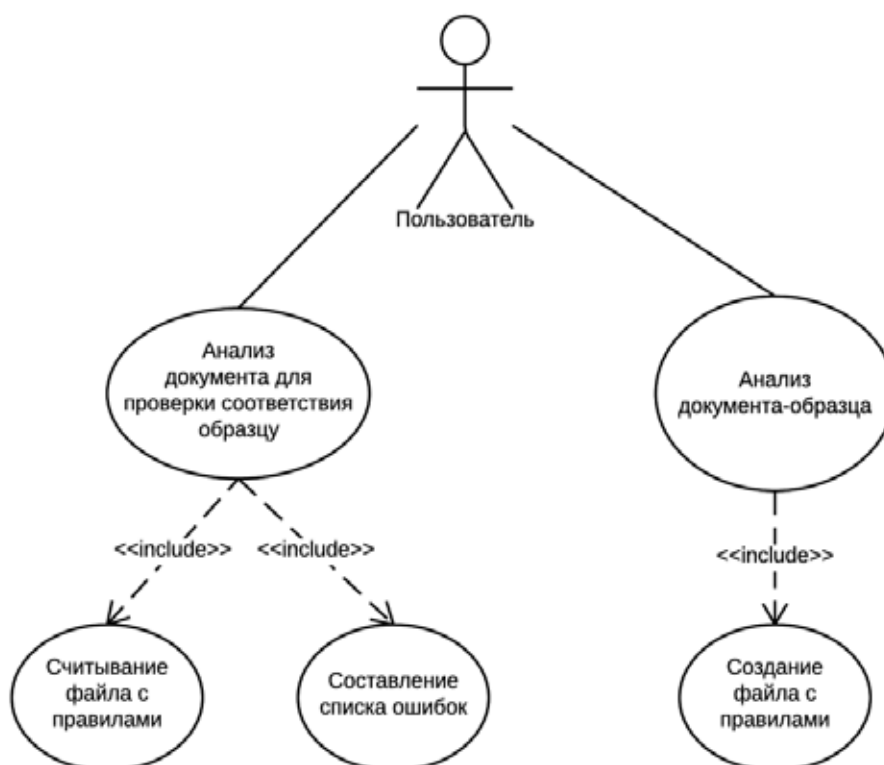 Пользователь
Анализ
документа для
проверки соответствия
образцу
Анализ
документа-образца
<<include>>
<<include>>
<<include>>
Считывание
файла с
правилами
Составление
списка ошибок
Создание
файла с
правилами